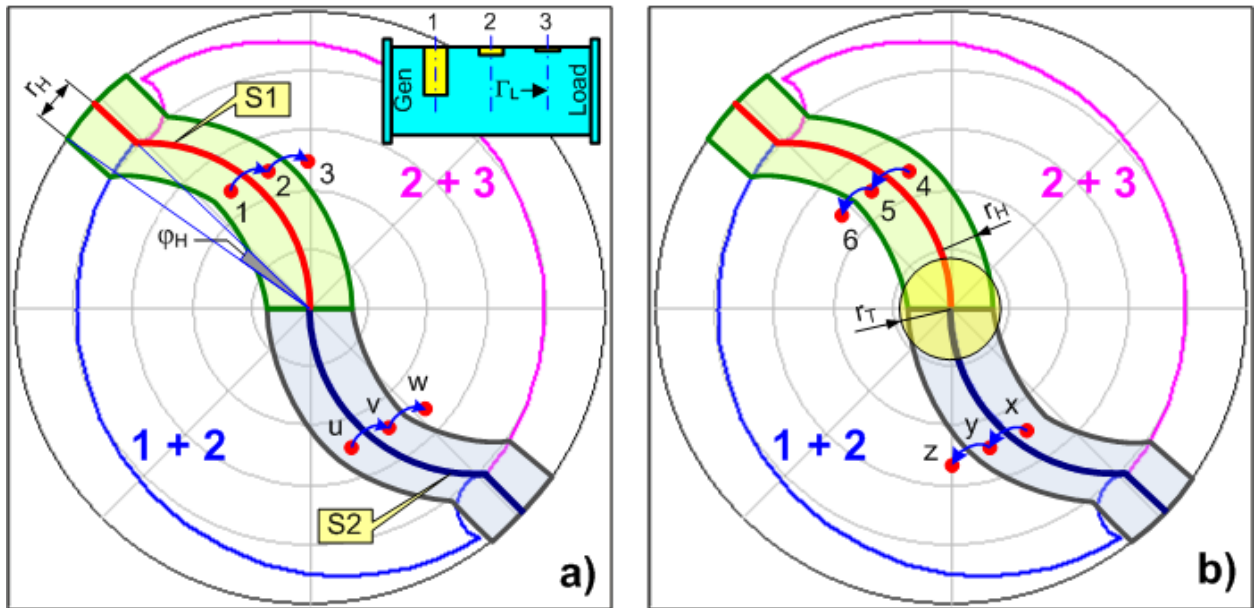 1 2 3
Gen
Γ_L
Load
r_H
S1
1 2 3
2 + 3
φ_H
u v w
1 + 2
S2
a)
4
5
6
2 + 3
r_H
r_T
x
y
z
1 + 2
b)